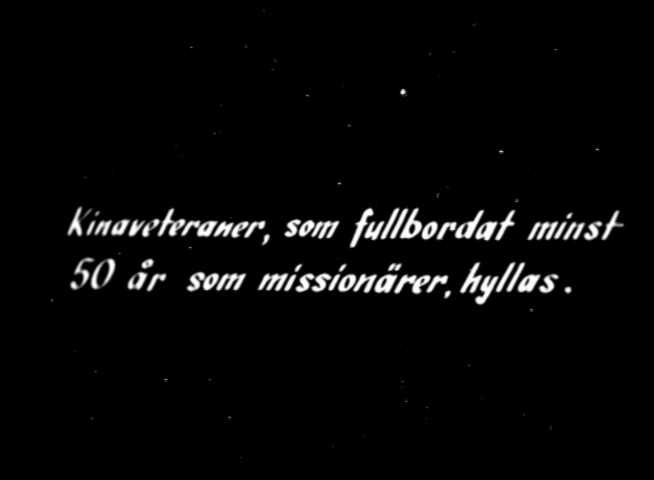 Kinaveteraner, som fullbordat minst
50 år som missionärer, hyllas.